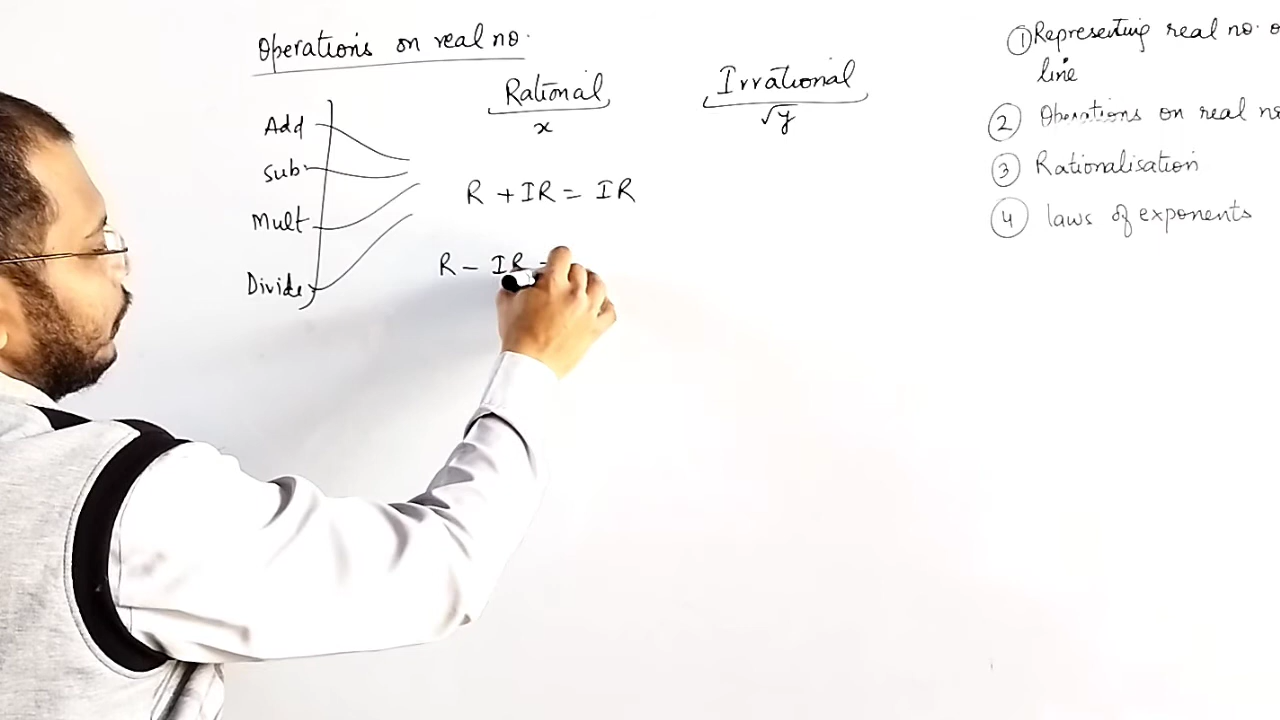 Operations on real no.
Rational
x
Irrational
√y
Add
Sub
Mult
Divide
R + IR = IR
R - IR =
① Representing real no.
line
② Operations on real no
③ Rationalisation
④ laws of exponents